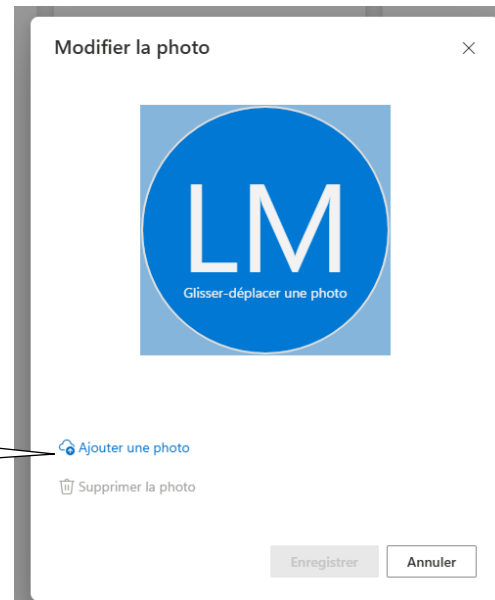 Modifier la photo
LM
Glisser-déplacer une photo
Ajouter une photo
Supprimer la photo
Enregistrer
Annuler